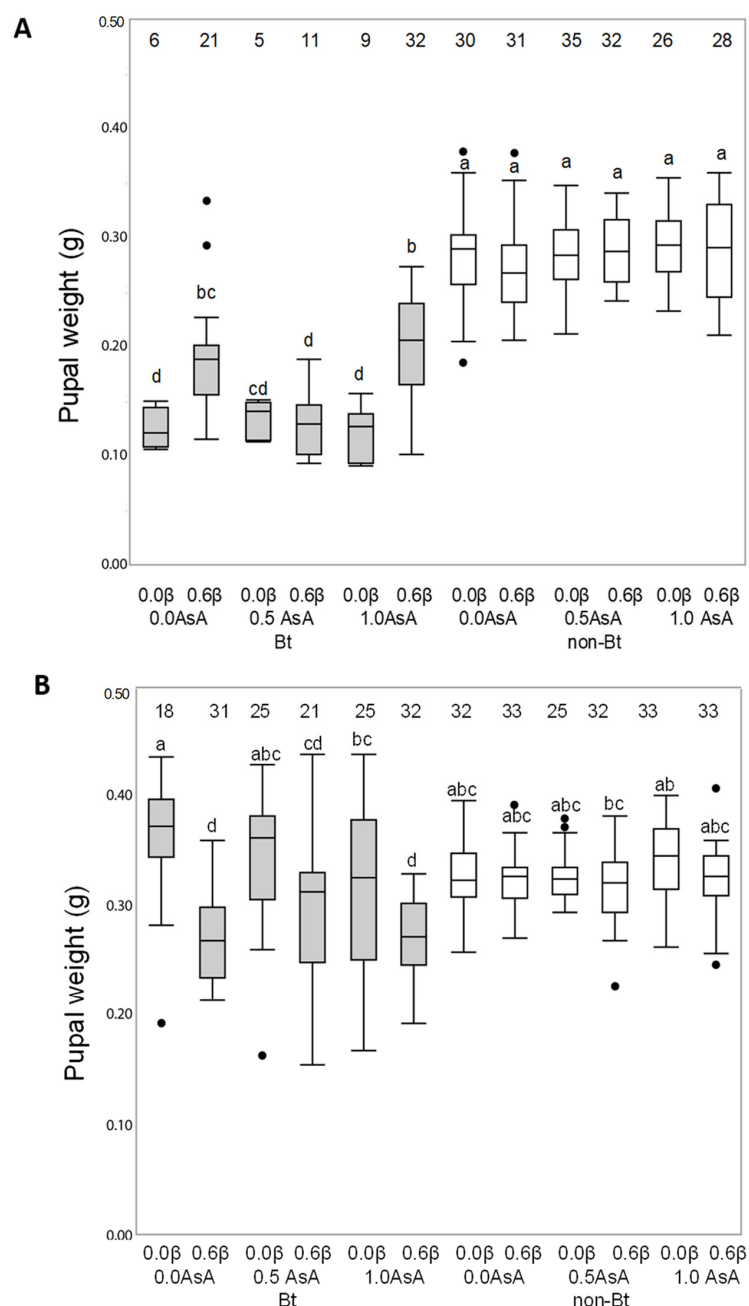 A
0.50
6 21 5 11 9 32 30 31 35 32 26 28
0.40
a a a a a a
0.30
b
bc
0.20
d
d cd d
0.10
0.00
Pupal weight (g)
0.0β 0.6β 0.0β 0.6β 0.0β 0.6β 0.0β 0.6β 0.0β 0.6β 0.0β 0.6β
0.0AsA 0.5 AsA 1.0AsA 0.0AsA 0.5AsA 1.0 AsA
Bt non-Bt
B
0.50
18 31 25 21 25 32 32 33 25 32 33 33
a abc cd bc
0.40
abc abc abc bc ab abc
d
d
0.30
0.20
0.10
0.00
Pupal weight (g)
0.0β 0.6β 0.0β 0.6β 0.0β 0.6β 0.0β 0.6β 0.0β 0.6β 0.0β 0.6β
0.0AsA 0.5 AsA 1.0AsA 0.0AsA 0.5AsA 1.0 AsA
Bt non-Bt